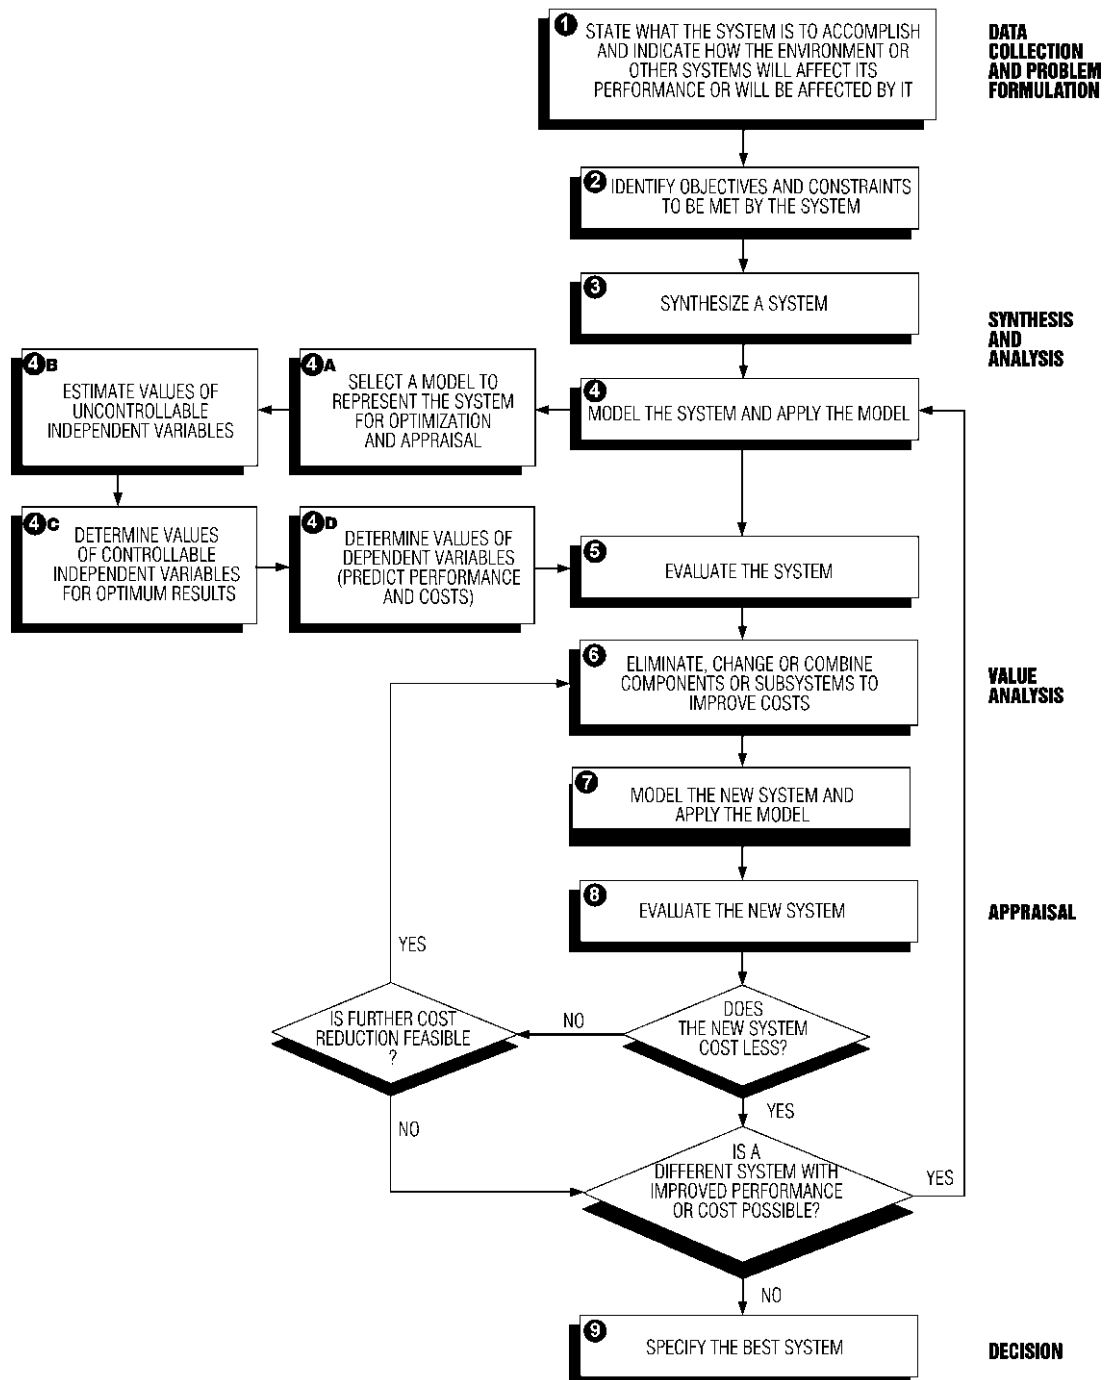 1
STATE WHAT THE SYSTEM IS TO ACCOMPLISH
AND INDICATE HOW THE ENVIRONMENT OR
OTHER SYSTEMS WILL AFFECT ITS
PERFORMANCE OR WILL BE AFFECTED BY IT
DATA
COLLECTION
AND PROBLEM
FORMULATION
2
IDENTIFY OBJECTIVES AND CONSTRAINTS
TO BE MET BY THE SYSTEM
3
SYNTHESIZE A SYSTEM
SYNTHESIS
AND
ANALYSIS
4
MODEL THE SYSTEM AND APPLY THE MODEL
4A
SELECT A MODEL TO
REPRESENT THE SYSTEM
FOR OPTIMIZATION
AND APPRAISAL
4B
ESTIMATE VALUES OF
UNCONTROLLABLE
INDEPENDENT VARIABLES
4C
DETERMINE VALUES
OF CONTROLLABLE
INDEPENDENT VARIABLES
FOR OPTIMUM RESULTS
4D
DETERMINE VALUES OF
DEPENDENT VARIABLES
(PREDICT PERFORMANCE
AND COSTS)
5
EVALUATE THE SYSTEM
6
ELIMINATE, CHANGE OR COMBINE
COMPONENTS OR SUBSYSTEMS TO
IMPROVE COSTS
VALUE
ANALYSIS
7
MODEL THE NEW SYSTEM AND
APPLY THE MODEL
8
EVALUATE THE NEW SYSTEM
APPRAISAL
DOES
THE NEW SYSTEM
COST LESS?
NO
YES
IS FURTHER COST
REDUCTION FEASIBLE
?
YES
NO
IS A
DIFFERENT SYSTEM WITH
IMPROVED PERFORMANCE
OR COST POSSIBLE?
YES
NO
9
SPECIFY THE BEST SYSTEM
DECISION